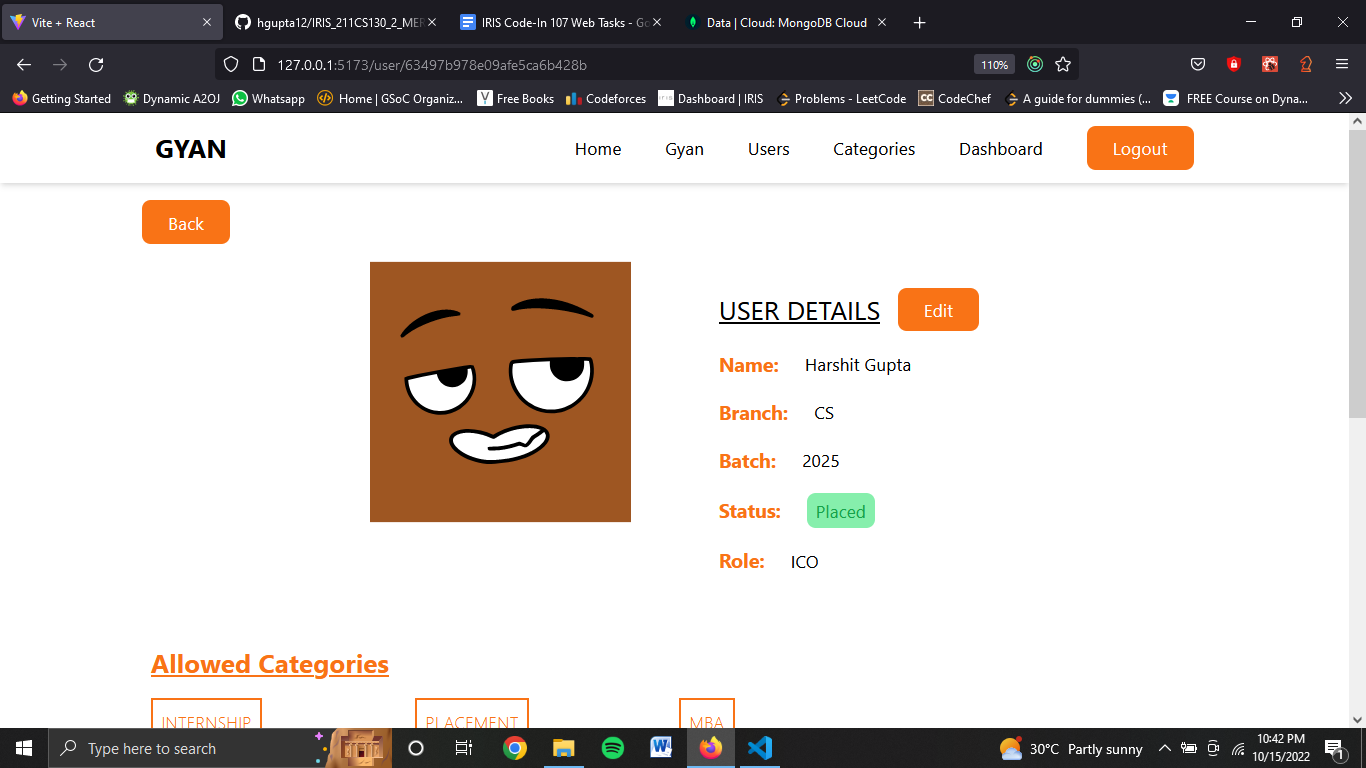 Vite + React
hgupta12/IRIS_211CS130_2_MER
IRIS Code-In 107 Web Tasks - Go
Data | Cloud: MongoDB Cloud
127.0.0.1:5173/user/63497b978e09afe5ca6b428b
110%
Getting Started
Dynamic A2OJ
Whatsapp
Home | GSoC Organiz...
Free Books
Codeforces
Dashboard | IRIS
Problems - LeetCode
CodeChef
A guide for dummies (...
FREE Course on Dyna...
GYAN
Home
Gyan
Users
Categories
Dashboard
Logout
Back
USER DETAILS
Edit
Name: Harshit Gupta
Branch: CS
Batch: 2025
Status: Placed
Role: ICO
Allowed Categories
INTERNSHIP
PLACEMENT
MBA
Type here to search
30°C Partly sunny
10:42 PM
10/15/2022
1